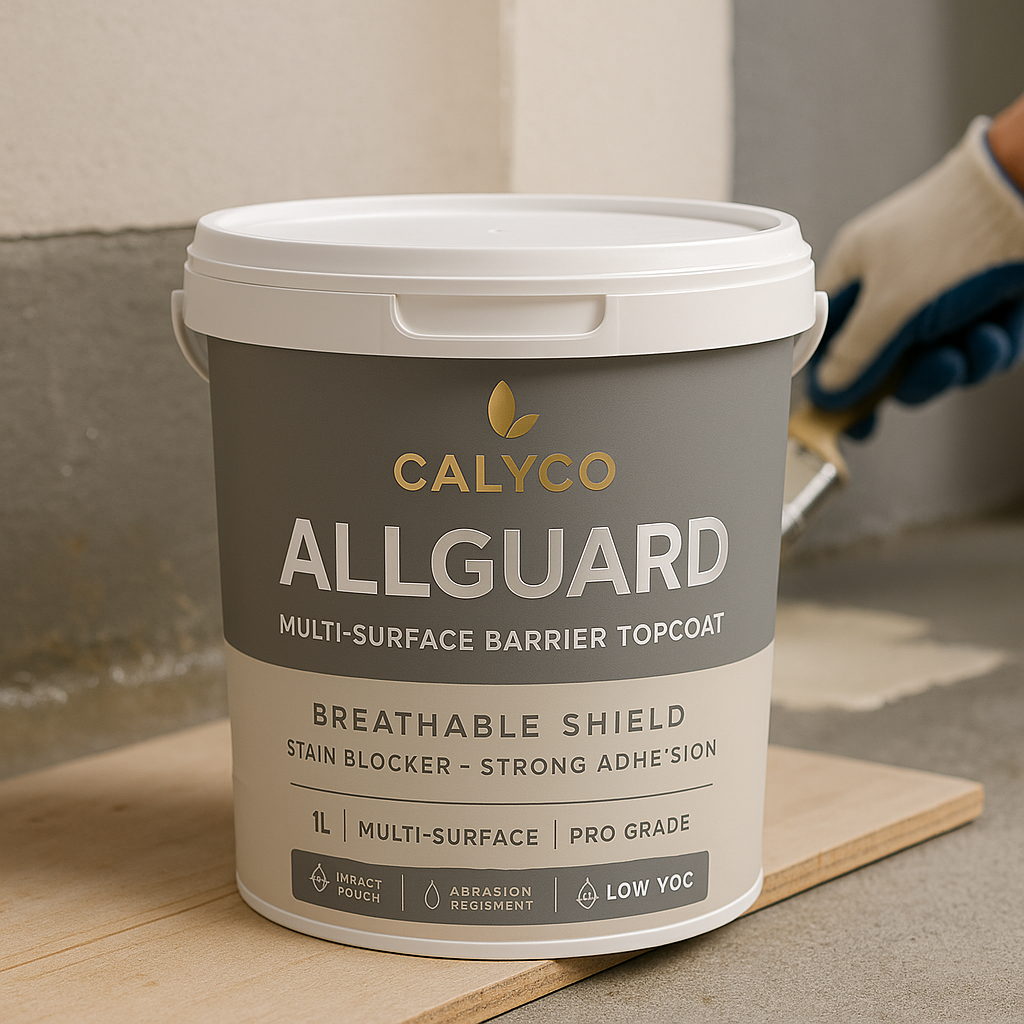 CALYCO
ALLGUARD
MULTI-SURFACE BARRIER TOPCOAT
BREATHABLE SHIELD
STAIN BLOCKER – STRONG ADHE'SION
1L | MULTI-SURFACE | PRO GRADE
IMRACT
POUCH
ABRASION
REGISMENT
LOW YOC